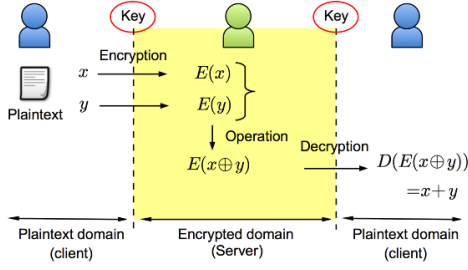 Key
Key
Encryption
x
E(x)
y
E(y)
Plaintext
Operation
Decryption
E(x⊕y)
D(E(x⊕y))
=x+y
Plaintext domain
(client)
Encrypted domain
(Server)
Plaintext domain
(client)